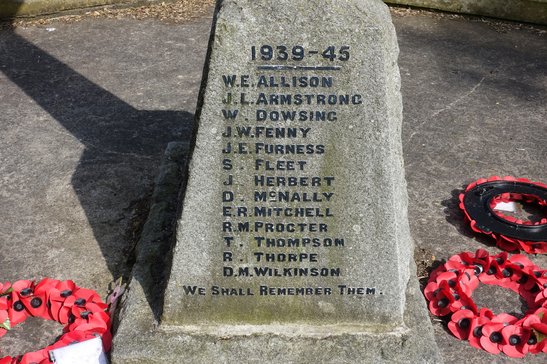 1939-45
W.E. ALLISON
J.L. ARMSTRONG
W. DOWSING
J.W. FENNY
J.E. FURNESS
S. FLEET
J. HERBERT
D. McNALLY
E.R. MITCHELL
R.M. PROCTER
T. THOMPSON
R. THORPE
D.M. WILKINSON
WE SHALL REMEMBER THEM.